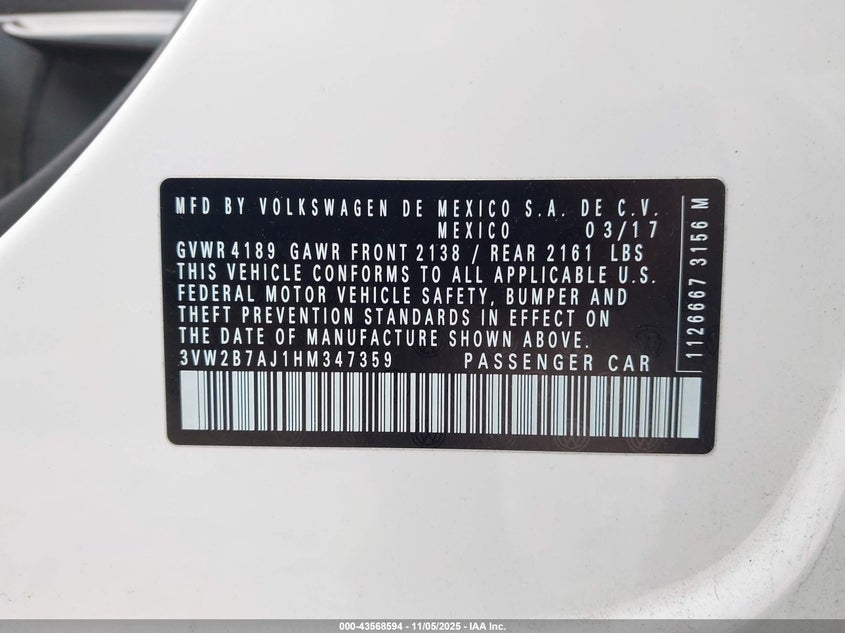 MFD BY VOLKSWAGEN DE MEXICO S.A. DE C.V.
MEXICO 03/17
GVWR 4189 GAWR FRONT 2138 / REAR 2161 LBS
THIS VEHICLE CONFORMS TO ALL APPLICABLE U.S.
FEDERAL MOTOR VEHICLE SAFETY, BUMPER AND
THEFT PREVENTION STANDARDS IN EFFECT ON
THE DATE OF MANUFACTURE SHOWN ABOVE.
3VW2B7AJ1HM347359 PASSENGER CAR
1126667 3156 M
000-43568594 - 11/05/2025 - IAA Inc.